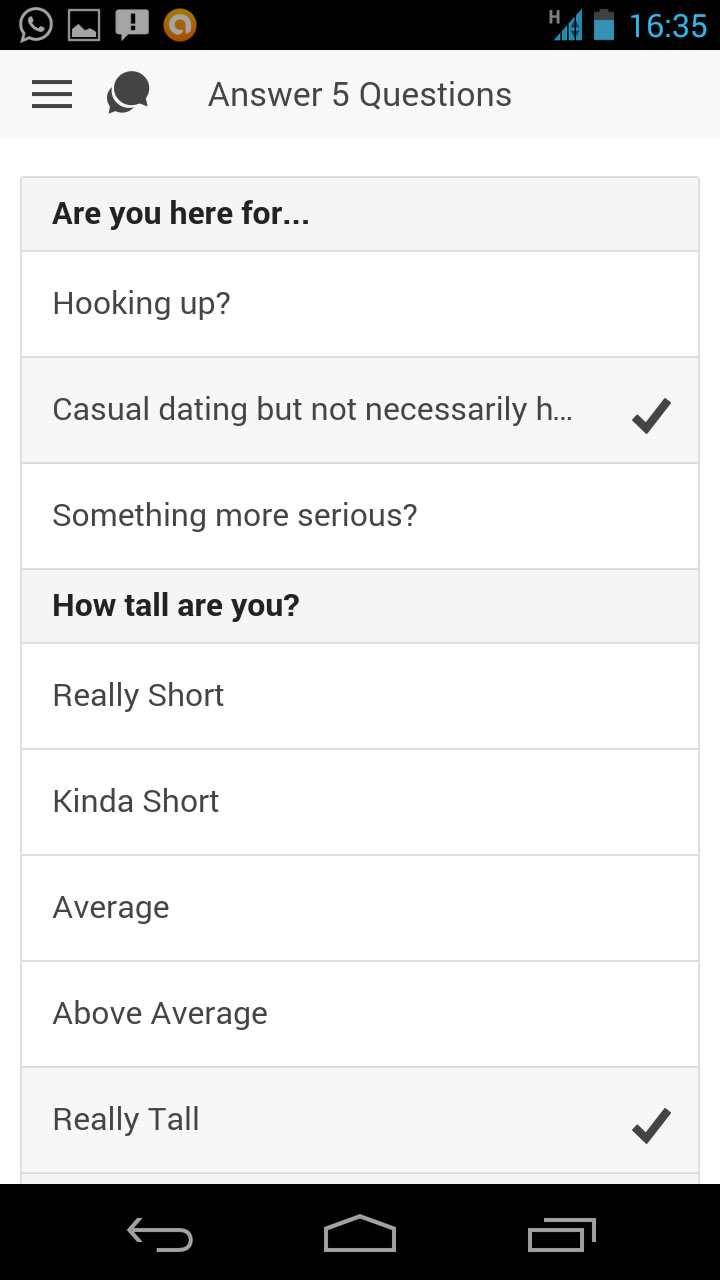 H 16:35
Answer 5 Questions
Are you here for...
Hooking up?
Casual dating but not necessarily h...
Something more serious?
How tall are you?
Really Short
Kinda Short
Average
Above Average
Really Tall